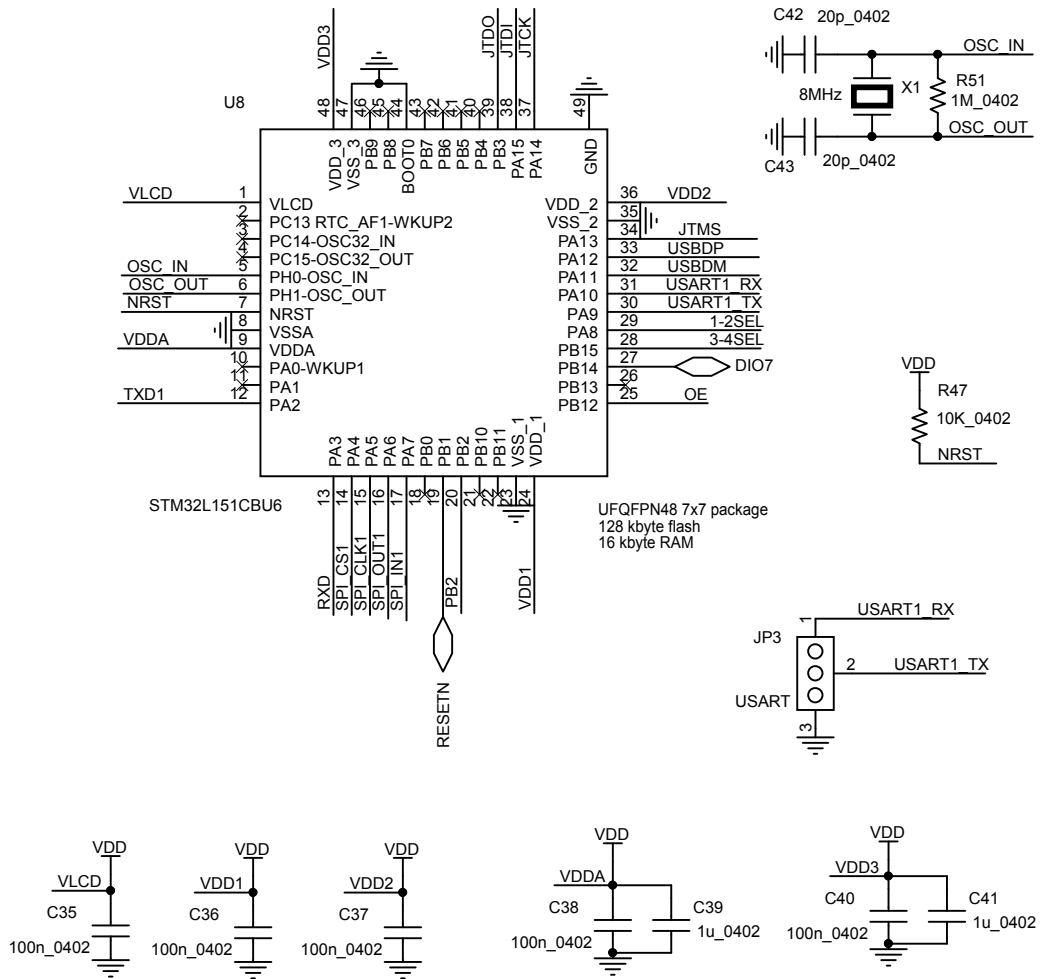 C42
20p_0402
OSC_IN
8MHz
X1
R51
1M_0402
OSC_OUT
C43
20p_0402
VDD3
JTDO
JTDI
JTCK
U8
48
47
46
45
44
43
42
41
40
39
38
37
49
VDD_3
VSS_3
PB9
PB8
BOOT0
PB7
PB6
PB5
PB4
PB3
PA15
PA14
GND
VLCD
1
VLCD
2
PC13 RTC_AF1-WKUP2
3
PC14-OSC32_IN
4
PC15-OSC32_OUT
OSC_IN
5
PH0-OSC_IN
OSC_OUT
6
PH1-OSC_OUT
NRST
7
NRST
8
VSSA
VDDA
9
VDDA
10
PA0-WKUP1
11
PA1
TXD1
12
PA2
VDD_2
36
VDD2
VSS_2
35
PA13
34
JTMS
PA12
33
USBDP
PA11
32
USBDM
PA10
31
USART1_RX
PA9
30
USART1_TX
PA8
29
1-2SEL
PB15
28
3-4SEL
PB14
27
DIO7
PB13
26
PB12
25
OE
PA3
PA4
PA5
PA6
PA7
PB0
PB1
PB2
PB10
PB11
VSS_1
VDD_1
13
14
15
16
17
18
19
20
21
22
23
24
STM32L151CBU6
UFQFPN48 7x7 package
128 kbyte flash
16 kbyte RAM
RXD
SPI_CS1
SPI_CLK1
SPI_OUT1
SPI_IN1
PB2
VDD1
RESETN
VDD
R47
10K_0402
NRST
1
USART1_RX
JP3
2
USART1_TX
USART
3
VDD
VLCD
C35
100n_0402
VDD
VDD1
C36
100n_0402
VDD
VDD2
C37
100n_0402
VDD
VDDA
C38
100n_0402
C39
1u_0402
VDD
VDD3
C40
100n_0402
C41
1u_0402